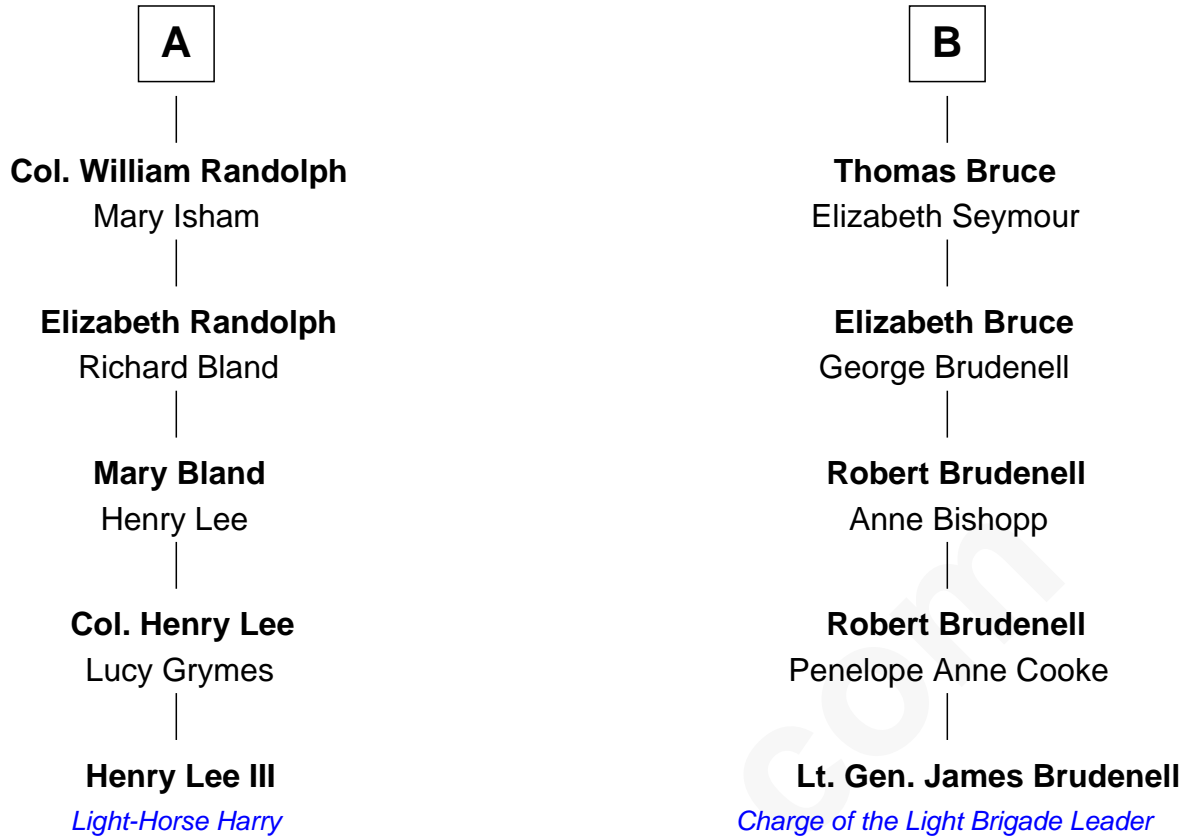 A
Col. William Randolph
Mary Isham
Elizabeth Randolph
Richard Bland
Mary Bland
Henry Lee
Col. Henry Lee
Lucy Grymes
Henry Lee III
Light-Horse Harry
B
Thomas Bruce
Elizabeth Seymour
Elizabeth Bruce
George Brudenell
Robert Brudenell
Anne Bishopp
Robert Brudenell
Penelope Anne Cooke
Lt. Gen. James Brudenell
Charge of the Light Brigade Leader
com